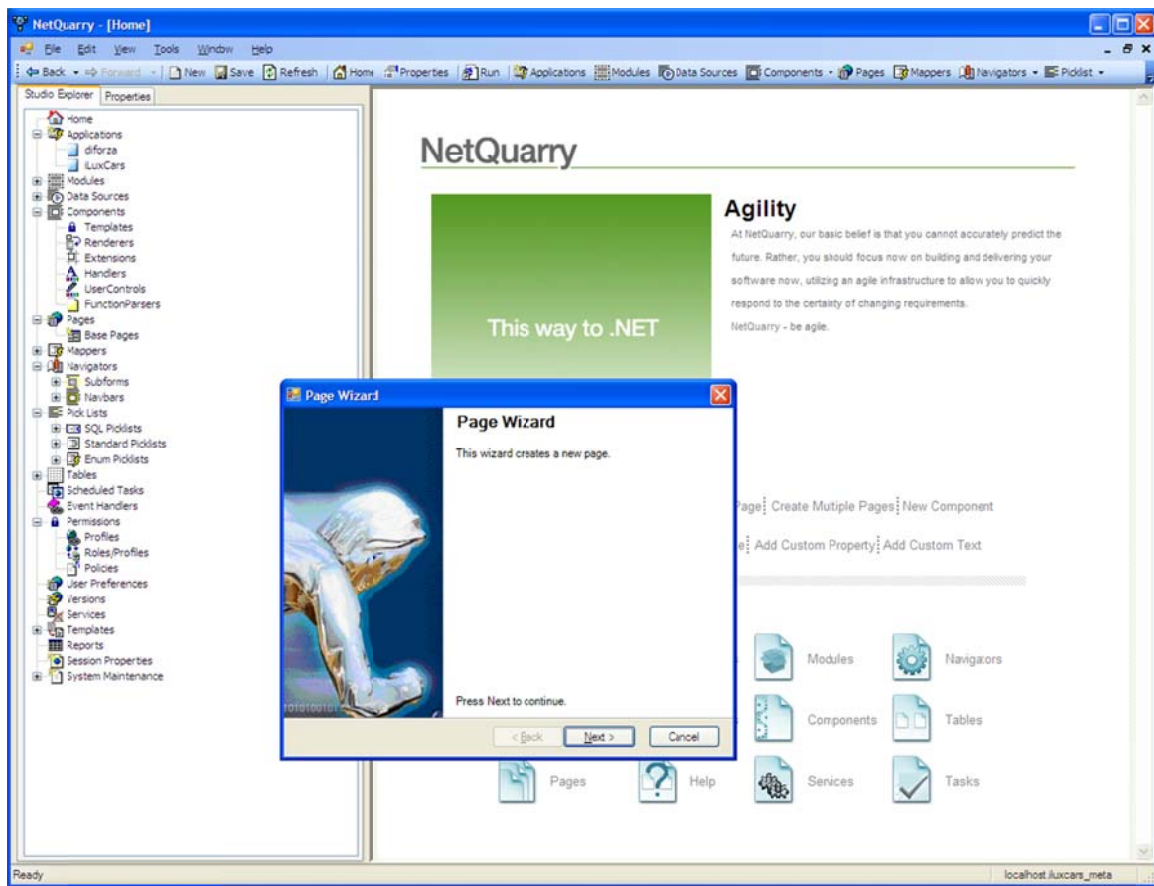 NetQuarry - [Home]
File Edit View Tools Window Help
Back Forward New Save Refresh Home Properties Run Applications Modules Data Sources Components Pages Mappers Navigators Picklist
Studio Explorer Properties
Home
Applications
diforza
iLuxCars
Modules
Data Sources
Components
Templates
Renderers
Extensions
Handlers
UserControls
FunctionParsers
Pages
Base Pages
Mappers
Navigators
Subforms
Navbars
Pick Lists
SQL Picklists
Standard Picklists
Enum Picklists
Tables
Scheduled Tasks
Event Handlers
Permissions
Profiles
Roles/Profiles
Policies
User Preferences
Versions
Services
Templates
Reports
Session Properties
System Maintenance
NetQuarry
This way to .NET
Agility
At NetQuarry, our basic belief is that you cannot accurately predict the
future. Rather, you should focus now on building and delivering your
software now, utilizing an agile infrastructure to allow you to quickly
respond to the certainty of changing requirements.
NetQuarry - be agile.
Page Wizard
Page Wizard
This wizard creates a new page.
Press Next to continue.
< Back Next > Cancel
Page Create Mutiple Pages New Component
Add Custom Property Add Custom Text
Modules Navigators
Components Tables
Pages Help Services Tasks
Ready localhost.iluxcars_meta